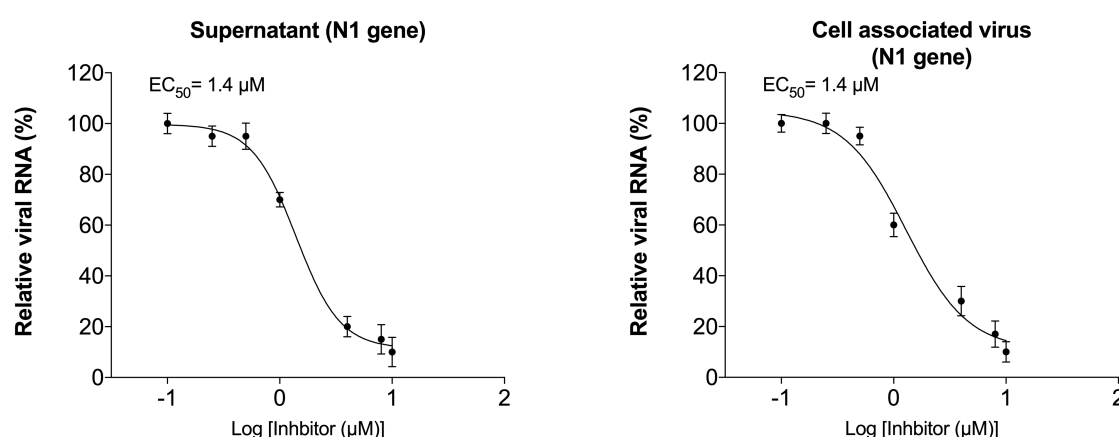 Supernatant (N1 gene)
EC50= 1.4 µM
Relative viral RNA (%)
120
100
80
60
40
20
0
-1
0
1
2
Log [Inhbitor (µM)]
Cell associated virus
(N1 gene)
EC50= 1.4 µM
Relative viral RNA (%)
120
100
80
60
40
20
0
-1
0
1
2
Log [Inhbitor (µM)]